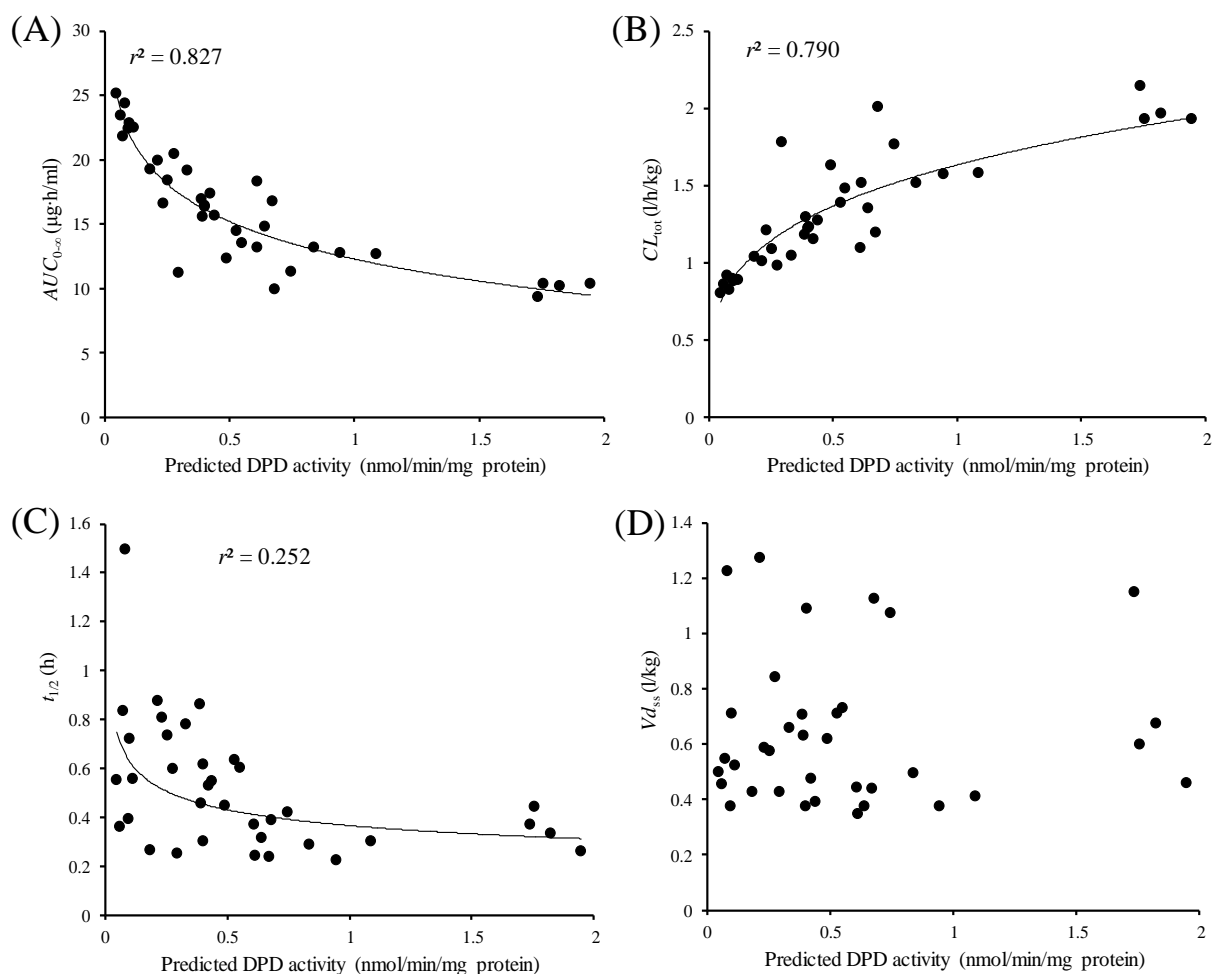 (A)
r² = 0.827
AUC0-∞ (μg·h/ml)
30
25
20
15
10
5
0
0 0.5 1 1.5 2
Predicted DPD activity (nmol/min/mg protein)
(B)
r² = 0.790
CLtot (l/h/kg)
2.5
2
1.5
1
0.5
0
0 0.5 1 1.5 2
Predicted DPD activity (nmol/min/mg protein)
(C)
r² = 0.252
t1/2 (h)
1.6
1.4
1.2
1
0.8
0.6
0.4
0.2
0
0 0.5 1 1.5 2
Predicted DPD activity (nmol/min/mg protein)
(D)
Vdss (l/kg)
1.4
1.2
1
0.8
0.6
0.4
0.2
0
0 0.5 1 1.5 2
Predicted DPD activity (nmol/min/mg protein)